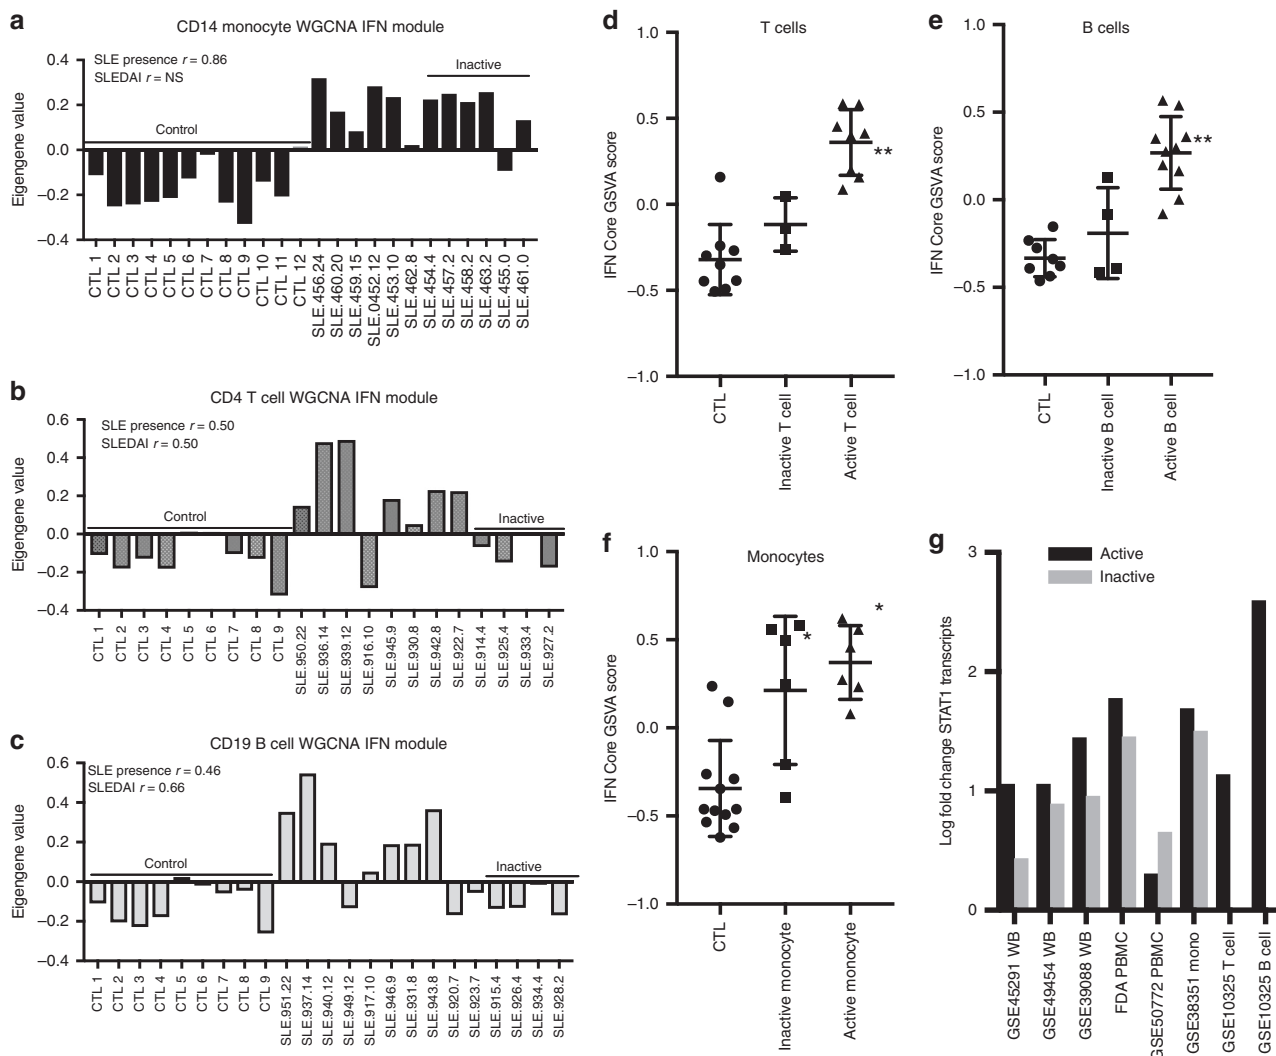 a
CD14 monocyte WGCNA IFN module
SLE presence r = 0.86
SLEDAI r = NS
Inactive
Control
Eigengene value
0.4
0.2
0.0
–0.2
–0.4
CTL 1
CTL 2
CTL 3
CTL 4
CTL 5
CTL 6
CTL 7
CTL 8
CTL 9
CTL 10
CTL 11
CTL 12
SLE.456.24
SLE.460.20
SLE.459.15
SLE.0452.12
SLE.453.10
SLE.462.8
SLE.454.4
SLE.457.2
SLE.458.2
SLE.463.2
SLE.455.0
SLE.461.0
b
CD4 T cell WGCNA IFN module
SLE presence r = 0.50
SLEDAI r = 0.50
Control
Inactive
Eigengene value
0.6
0.4
0.2
0.0
–0.2
–0.4
CTL 1
CTL 2
CTL 3
CTL 4
CTL 5
CTL 6
CTL 7
CTL 8
CTL 9
SLE.950.22
SLE.936.14
SLE.939.12
SLE.916.10
SLE.945.9
SLE.930.8
SLE.942.8
SLE.922.7
SLE.914.4
SLE.925.4
SLE.933.4
SLE.927.2
c
CD19 B cell WGCNA IFN module
SLE presence r = 0.46
SLEDAI r = 0.66
Control
Inactive
Eigengene value
0.6
0.4
0.2
0.0
–0.2
–0.4
CTL 1
CTL 2
CTL 3
CTL 4
CTL 5
CTL 6
CTL 7
CTL 8
CTL 9
SLE.951.22
SLE.937.14
SLE.940.12
SLE.949.12
SLE.917.10
SLE.946.9
SLE.931.8
SLE.943.8
SLE.920.7
SLE.923.7
SLE.915.4
SLE.926.4
SLE.934.4
SLE.928.2
d
T cells
IFN Core GSVA score
1.0
0.5
0.0
–0.5
–1.0
**
CTL
Inactive T cell
Active T cell
e
B cells
IFN Core GSVA score
1.0
0.5
0.0
–0.5
–1.0
**
CTL
Inactive B cell
Active B cell
f
Monocytes
IFN Core GSVA score
1.0
0.5
0.0
–0.5
–1.0
*
*
CTL
Inactive monocyte
Active monocyte
g
Active
Inactive
Log fold change STAT1 transcripts
3
2
1
0
GSE45291 WB
GSE49454 WB
GSE39088 WB
FDA PBMC
GSE50772 PBMC
GSE38351 mono
GSE10325 T cell
GSE10325 B cell